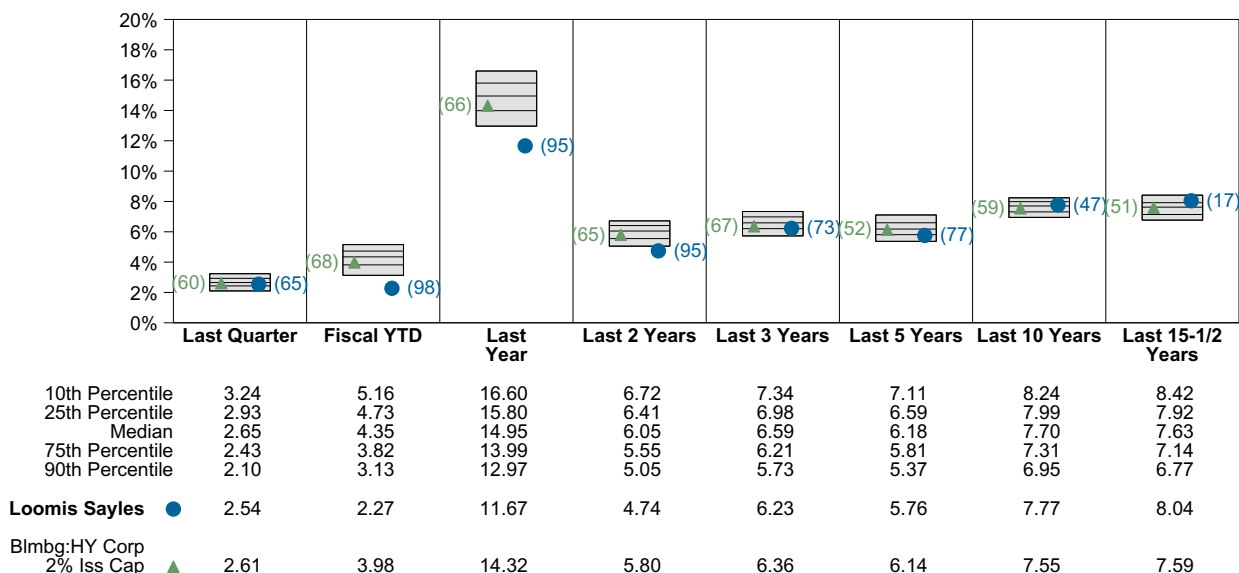 20%
18%
16%
14%
12%
10%
8%
6%
4%
2%
0%
(60) (65)
(68) (98)
(66) (95)
(65) (95)
(67) (73)
(52) (77)
(59) (47)
(51) (17)
Last Quarter Fiscal YTD Last Year Last 2 Years Last 3 Years Last 5 Years Last 10 Years Last 15-1/2 Years
10th Percentile 3.24 5.16 16.60 6.72 7.34 7.11 8.24 8.42
25th Percentile 2.93 4.73 15.80 6.41 6.98 6.59 7.99 7.92
Median 2.65 4.35 14.95 6.05 6.59 6.18 7.70 7.63
75th Percentile 2.43 3.82 13.99 5.55 6.21 5.81 7.31 7.14
90th Percentile 2.10 3.13 12.97 5.05 5.73 5.37 6.95 6.77
Loomis Sayles 2.54 2.27 11.67 4.74 6.23 5.76 7.77 8.04
Blmbg:HY Corp
2% Iss Cap 2.61 3.98 14.32 5.80 6.36 6.14 7.55 7.59